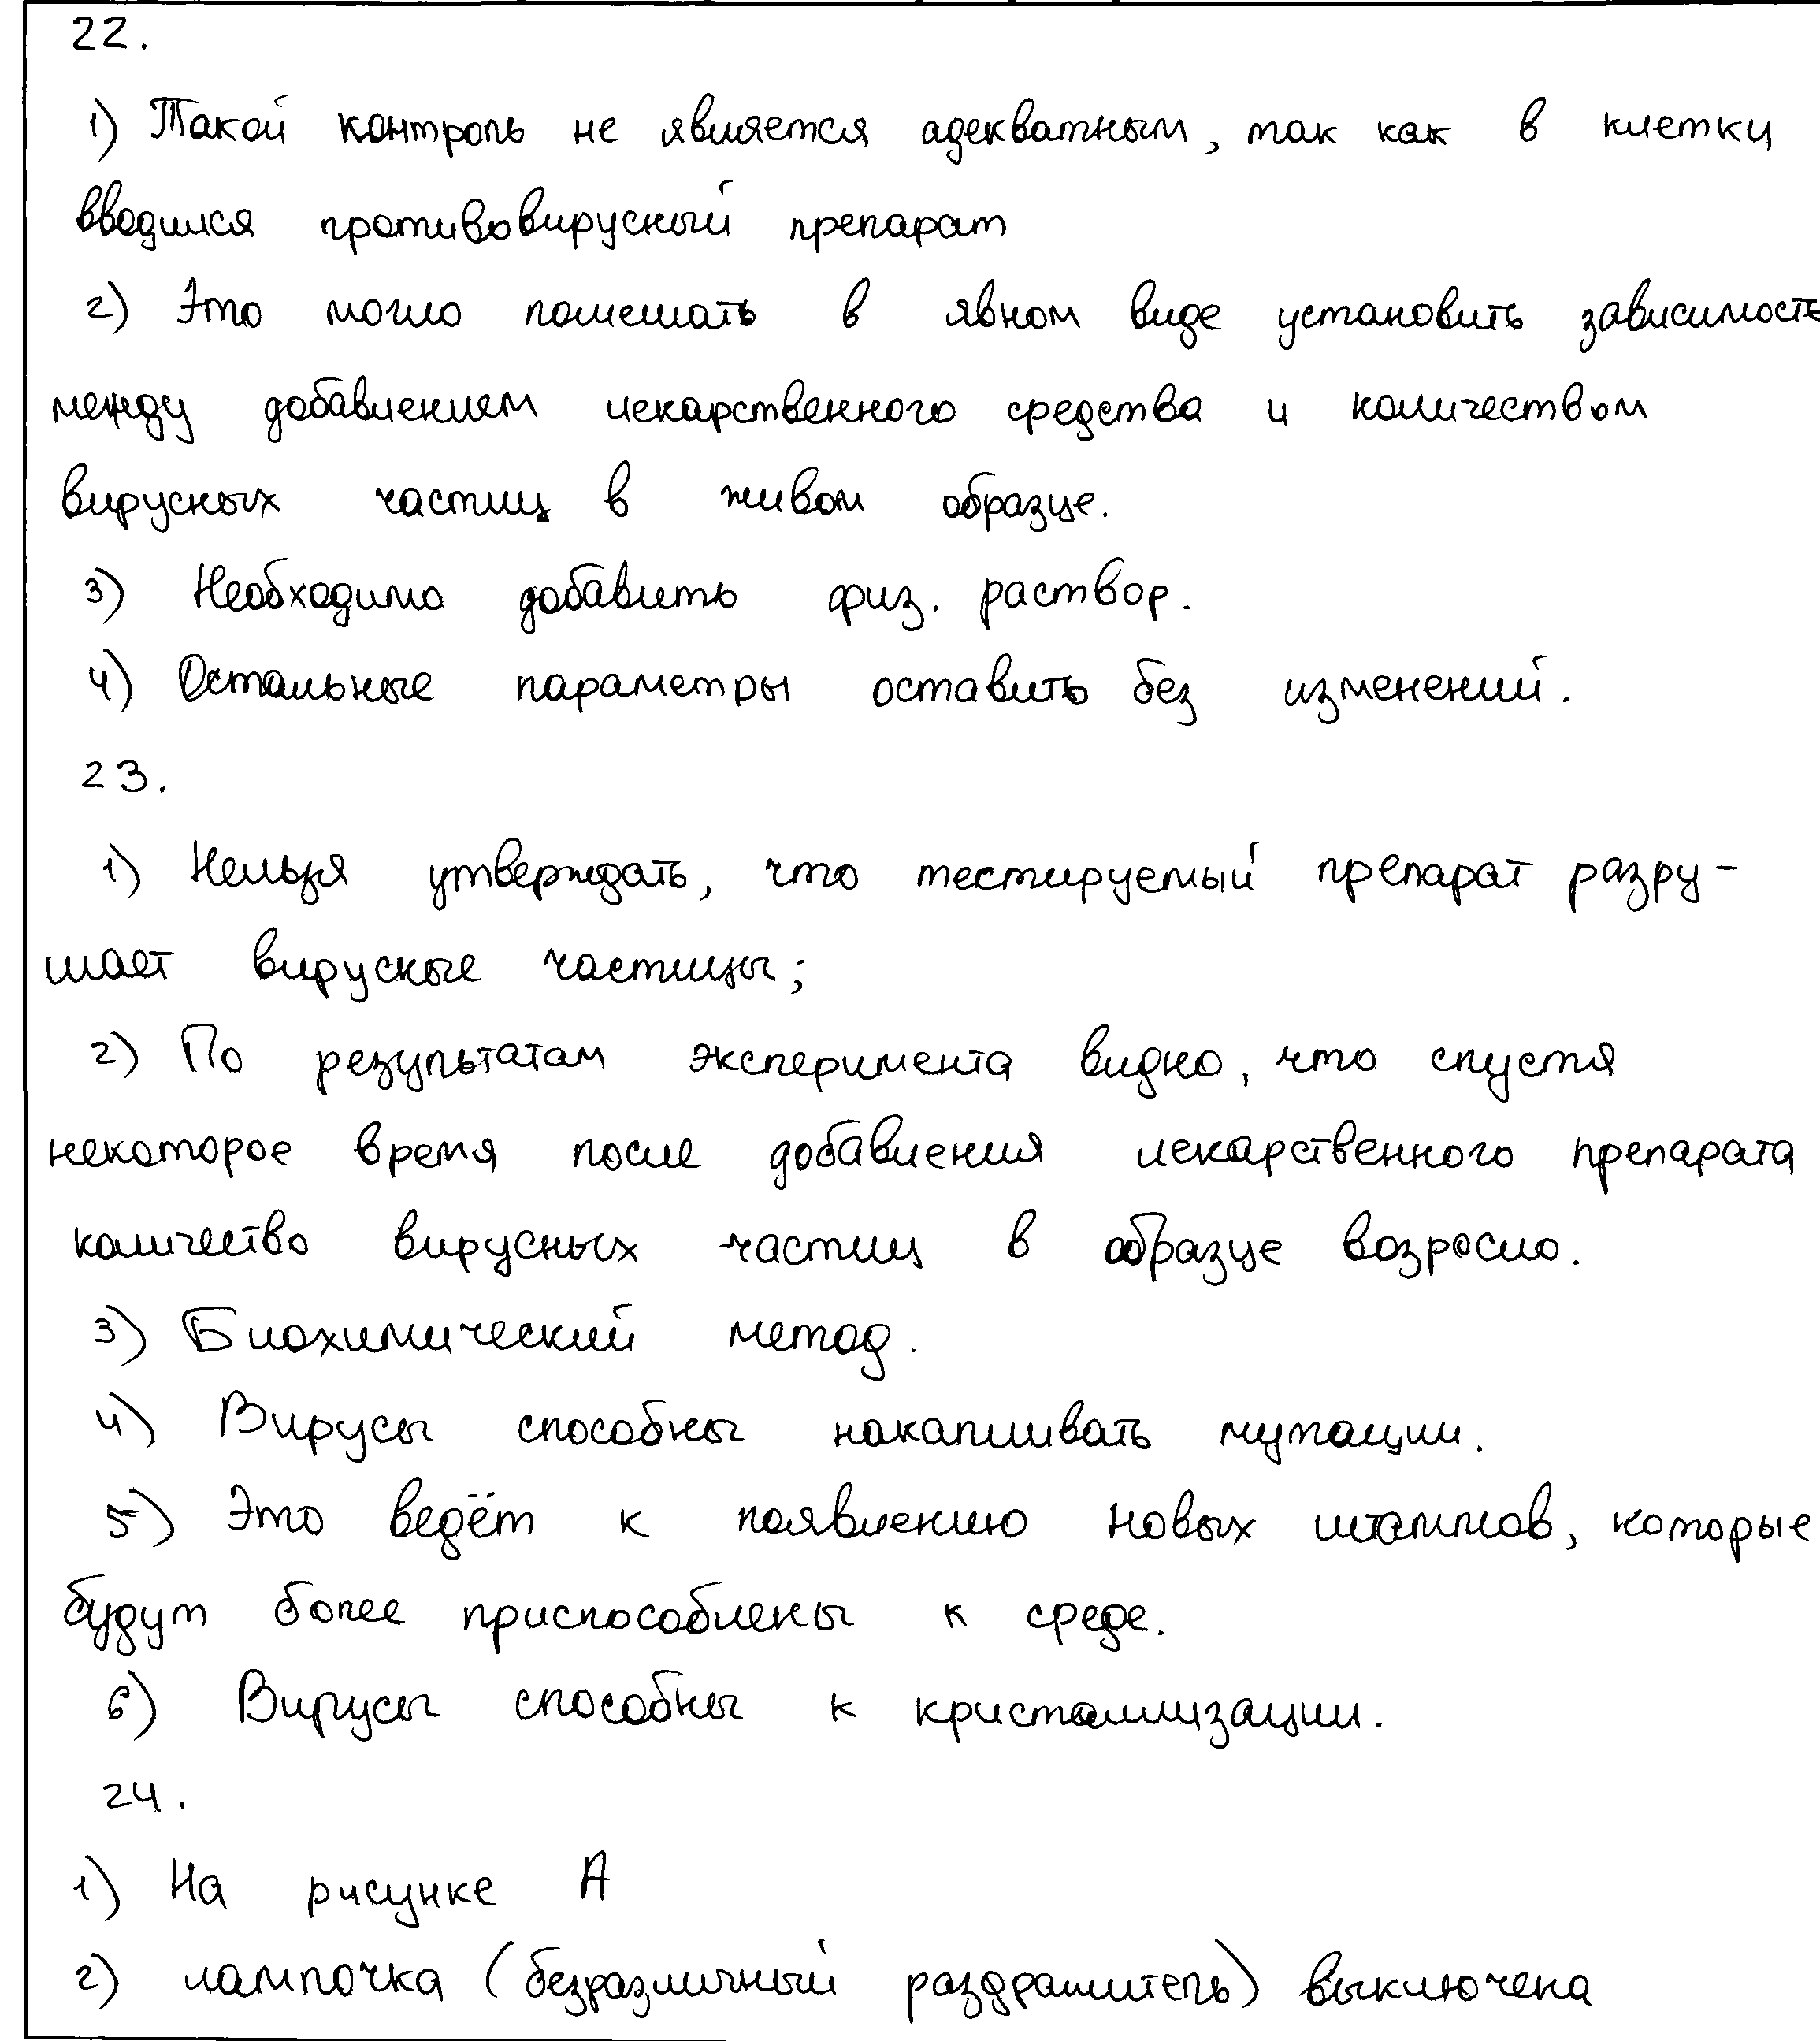 22.
1) Такой контроль не является адекватным, так как в клетки
вводился противовирусный препарат
2) Это могло помешать в явном виде установить зависимость
между добавлением лекарственного средства и количеством
вирусных частиц в живом образце.
3) Необходимо добавить физ. раствор.
4) Остальные параметры оставить без изменений.
23.
1) Нельзя утверждать, что тестируемый препарат разру-
шает вирусные частицы;
2) По результатам эксперимента видно, что спустя
некоторое время после добавления лекарственного препарата
количество вирусных частиц в образце возросло.
3) Биохимический метод.
4) Вирусы способны накапливать мутации.
5) Это ведёт к появлению новых штаммов, которые
будут более приспособлены к среде.
6) Вирусы способны к кристаллизации.
24.
1) На рисунке А
2) лампочка (безразличный раздражитель) выключена